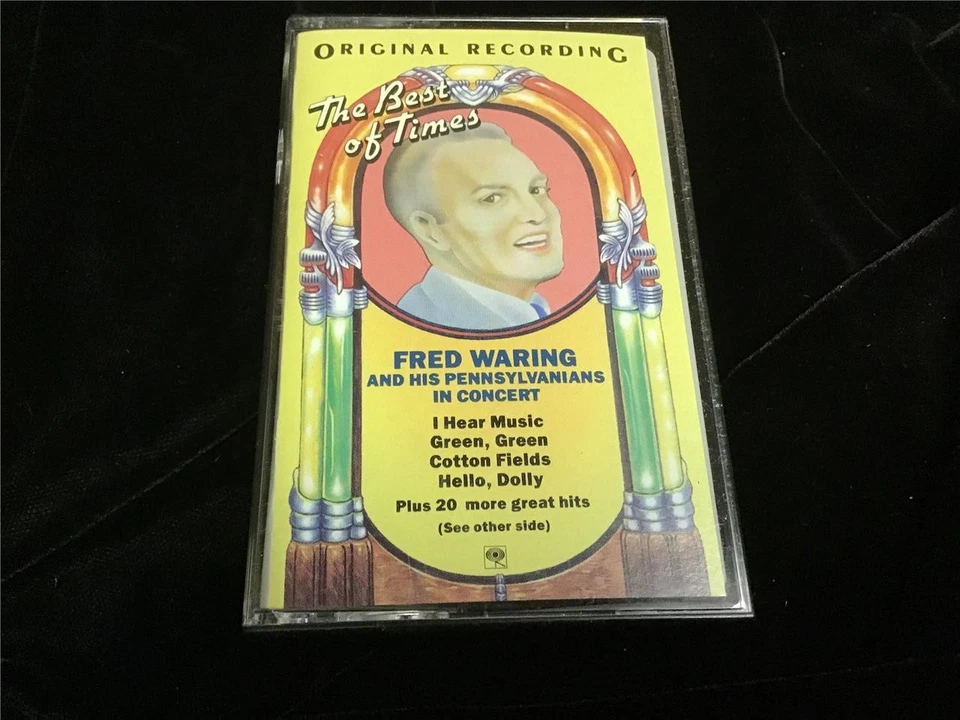 ORIGINAL RECORDING
The Best
of Times
FRED WARING
AND HIS PENNSYLVANIANS
IN CONCERT
I Hear Music
Green, Green
Cotton Fields
Hello, Dolly
Plus 20 more great hits
(See other side)